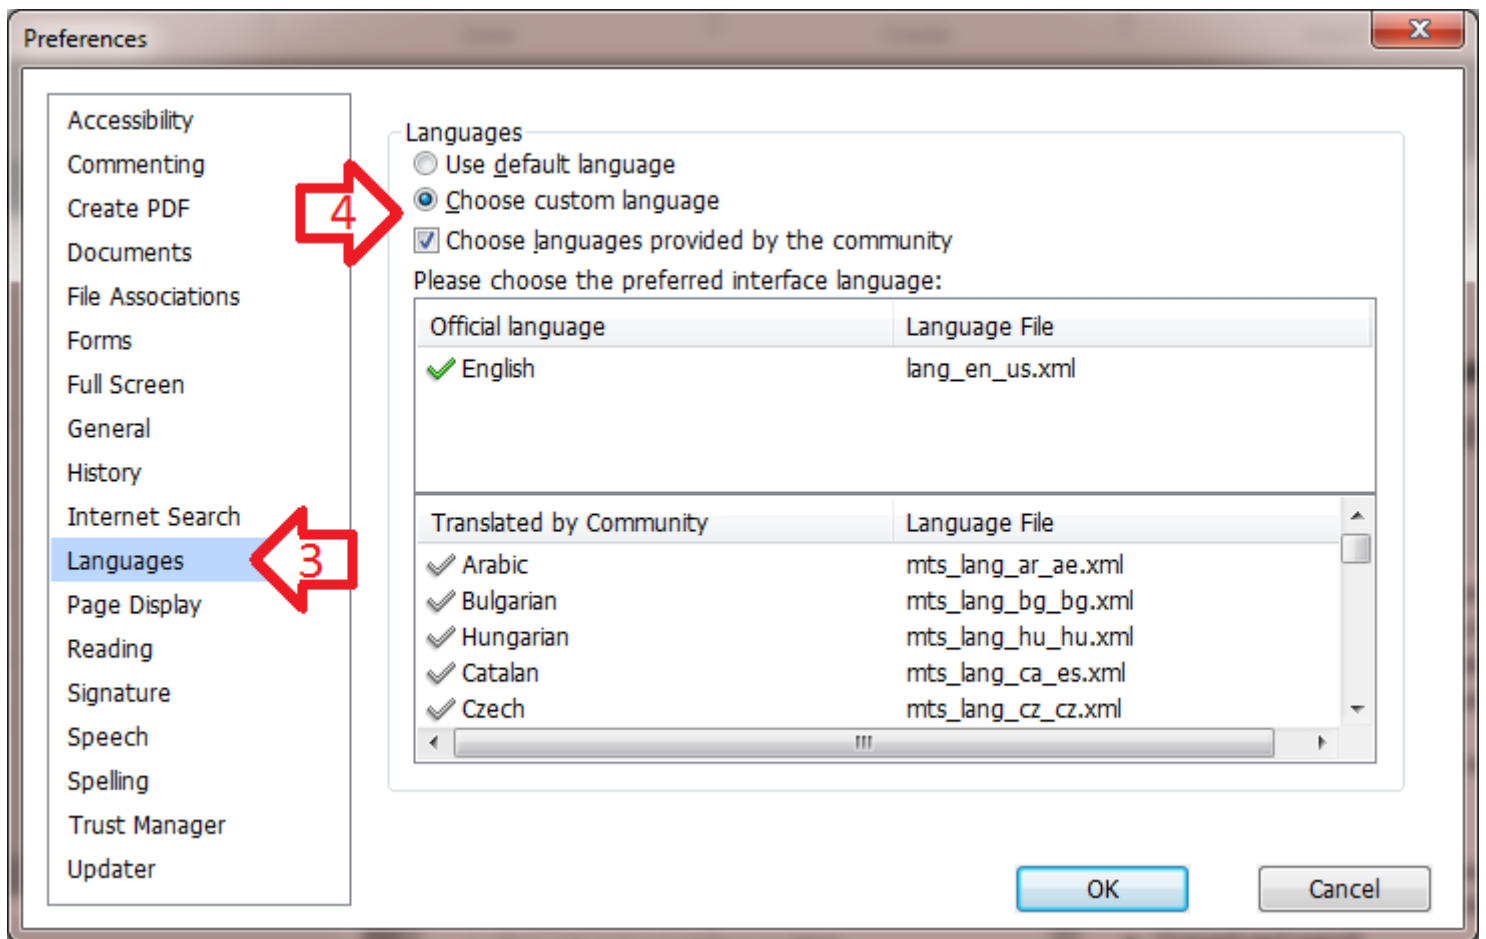 Preferences
Accessibility
Commenting
Create PDF
Documents
File Associations
Forms
Full Screen
General
History
Internet Search
Languages
Page Display
Reading
Signature
Speech
Spelling
Trust Manager
Updater
3
4
Languages
Use default language
Choose custom language
Choose languages provided by the community
Please choose the preferred interface language:
Official language Language File
English lang_en_us.xml
Translated by Community Language File
Arabic mts_lang_ar_ae.xml
Bulgarian mts_lang_bg_bg.xml
Hungarian mts_lang_hu_hu.xml
Catalan mts_lang_ca_es.xml
Czech mts_lang_cz_cz.xml
OK Cancel